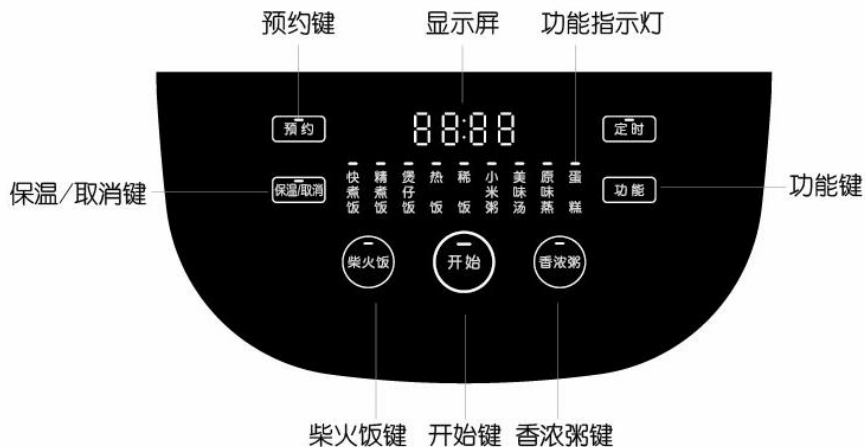 预约键 显示屏 功能指示灯
预约 88:88 定时
保温/取消键 保温/取消 快煮饭 精煮饭 煲仔饭 热饭 稀饭 小米粥 美味汤 原味蒸 蛋糕 功能 功能键
柴火饭 开始 香浓粥
柴火饭键 开始键 香浓粥键